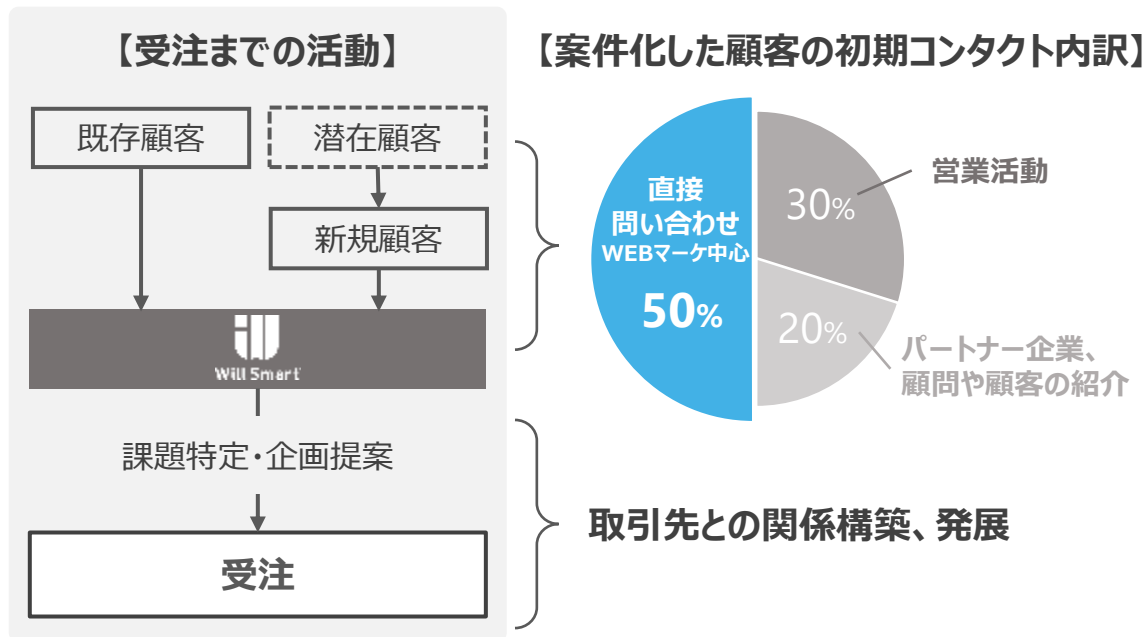 【受注までの活動】
既存顧客
潜在顧客
新規顧客
will
Will Smart
課題特定・企画提案
受注
【案件化した顧客の初期コンタクト内訳】
直接
問い合わせ
WEBマーケ中心
50%
30%
営業活動
20%
パートナー企業、
顧問や顧客の紹介
取引先との関係構築、発展